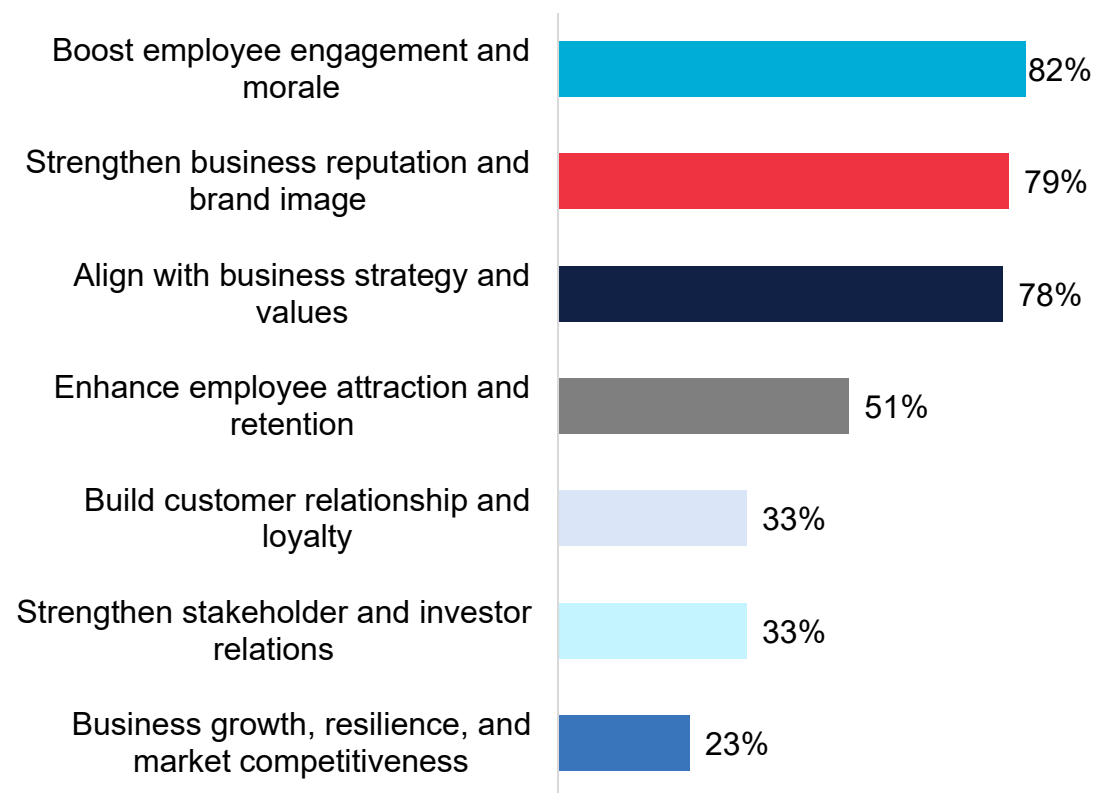 Boost employee engagement and
morale
82%
Strengthen business reputation and
brand image
79%
Align with business strategy and
values
78%
Enhance employee attraction and
retention
51%
Build customer relationship and
loyalty
33%
Strengthen stakeholder and investor
relations
33%
Business growth, resilience, and
market competitiveness
23%